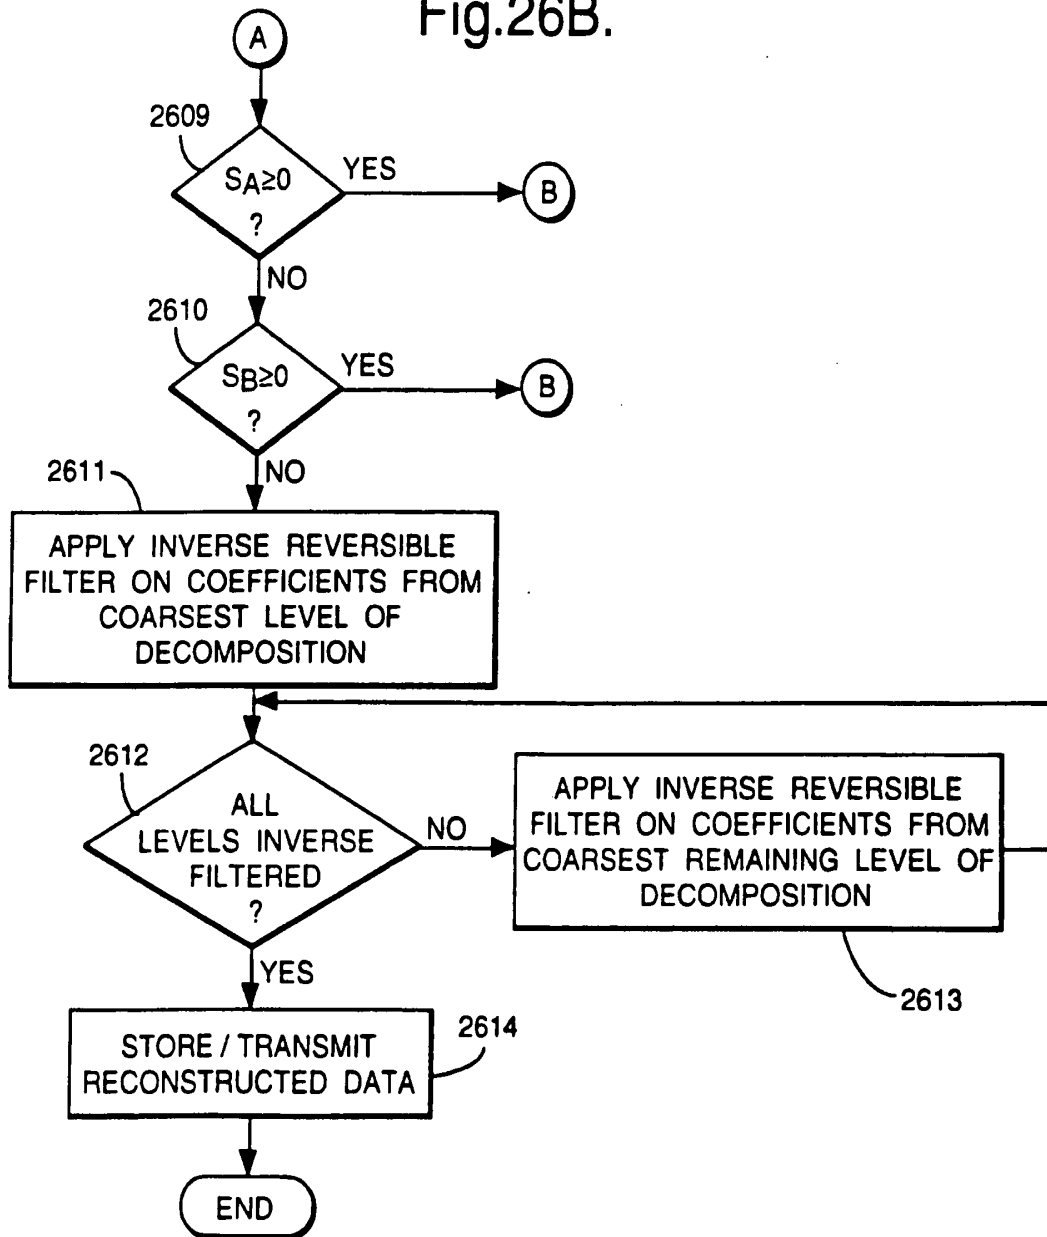 Fig.26B.
A
2609
SA≥0
?
YES
B
NO
2610
SB≥0
?
YES
B
NO
2611
APPLY INVERSE REVERSIBLE
FILTER ON COEFFICIENTS FROM
COARSEST LEVEL OF
DECOMPOSITION
2612
ALL
LEVELS INVERSE
FILTERED
?
NO
APPLY INVERSE REVERSIBLE
FILTER ON COEFFICIENTS FROM
COARSEST REMAINING LEVEL OF
DECOMPOSITION
2613
YES
STORE / TRANSMIT
RECONSTRUCTED DATA
2614
END